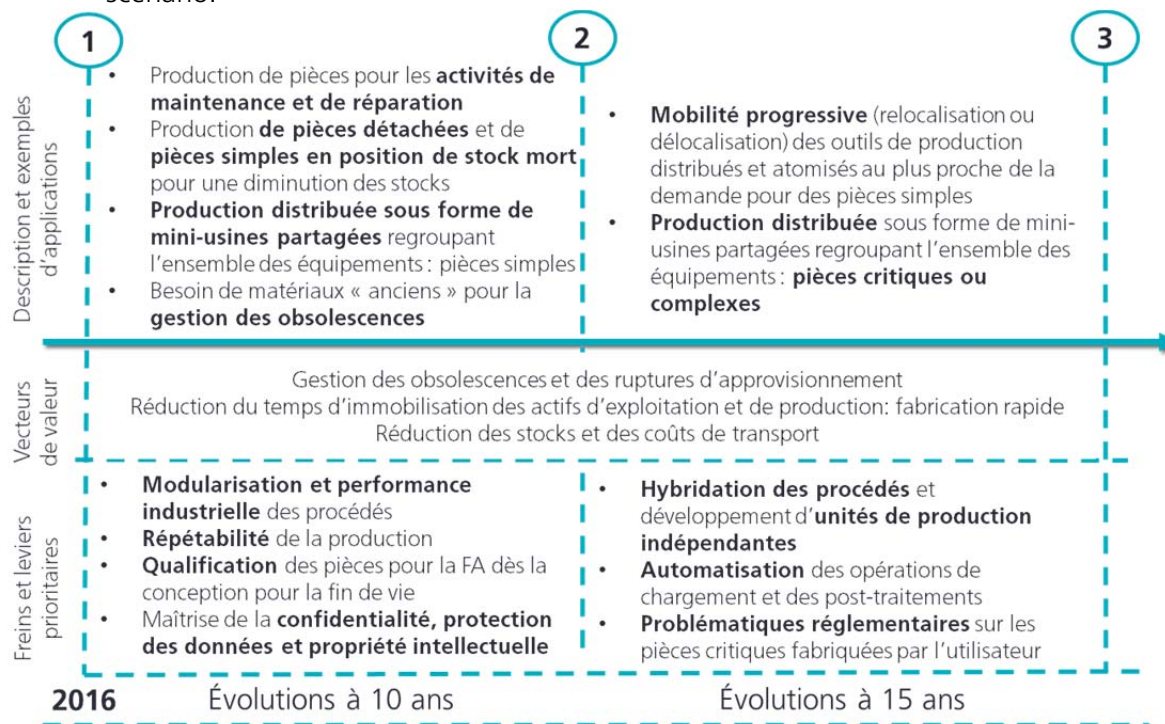 scénario.
1
2
3
Description et exemples
d'applications
• Production de pièces pour les activités de
maintenance et de réparation
• Production de pièces détachées et de
pièces simples en position de stock mort
pour une diminution des stocks
• Production distribuée sous forme de
mini-usines partagées regroupant
l'ensemble des équipements : pièces simples
• Besoin de matériaux « anciens » pour la
gestion des obsolescences
• Mobilité progressive (relocalisation ou
délocalisation) des outils de production
distribués et atomisés au plus proche de la
demande pour des pièces simples
• Production distribuée sous forme de mini-
usines partagées regroupant l'ensemble des
équipements : pièces critiques ou
complexes
Vecteurs
de valeur
Gestion des obsolescences et des ruptures d'approvisionnement
Réduction du temps d'immobilisation des actifs d'exploitation et de production: fabrication rapide
Réduction des stocks et des coûts de transport
Freins et leviers
prioritaires
• Modularisation et performance
industrielle des procédés
• Répétabilité de la production
• Qualification des pièces pour la FA dès la
conception pour la fin de vie
• Maîtrise de la confidentialité, protection
des données et propriété intellectuelle
• Hybridation des procédés et
développement d'unités de production
indépendantes
• Automatisation des opérations de
chargement et des post-traitements
• Problématiques réglementaires sur les
pièces critiques fabriquées par l'utilisateur
2016
Évolutions à 10 ans
Évolutions à 15 ans